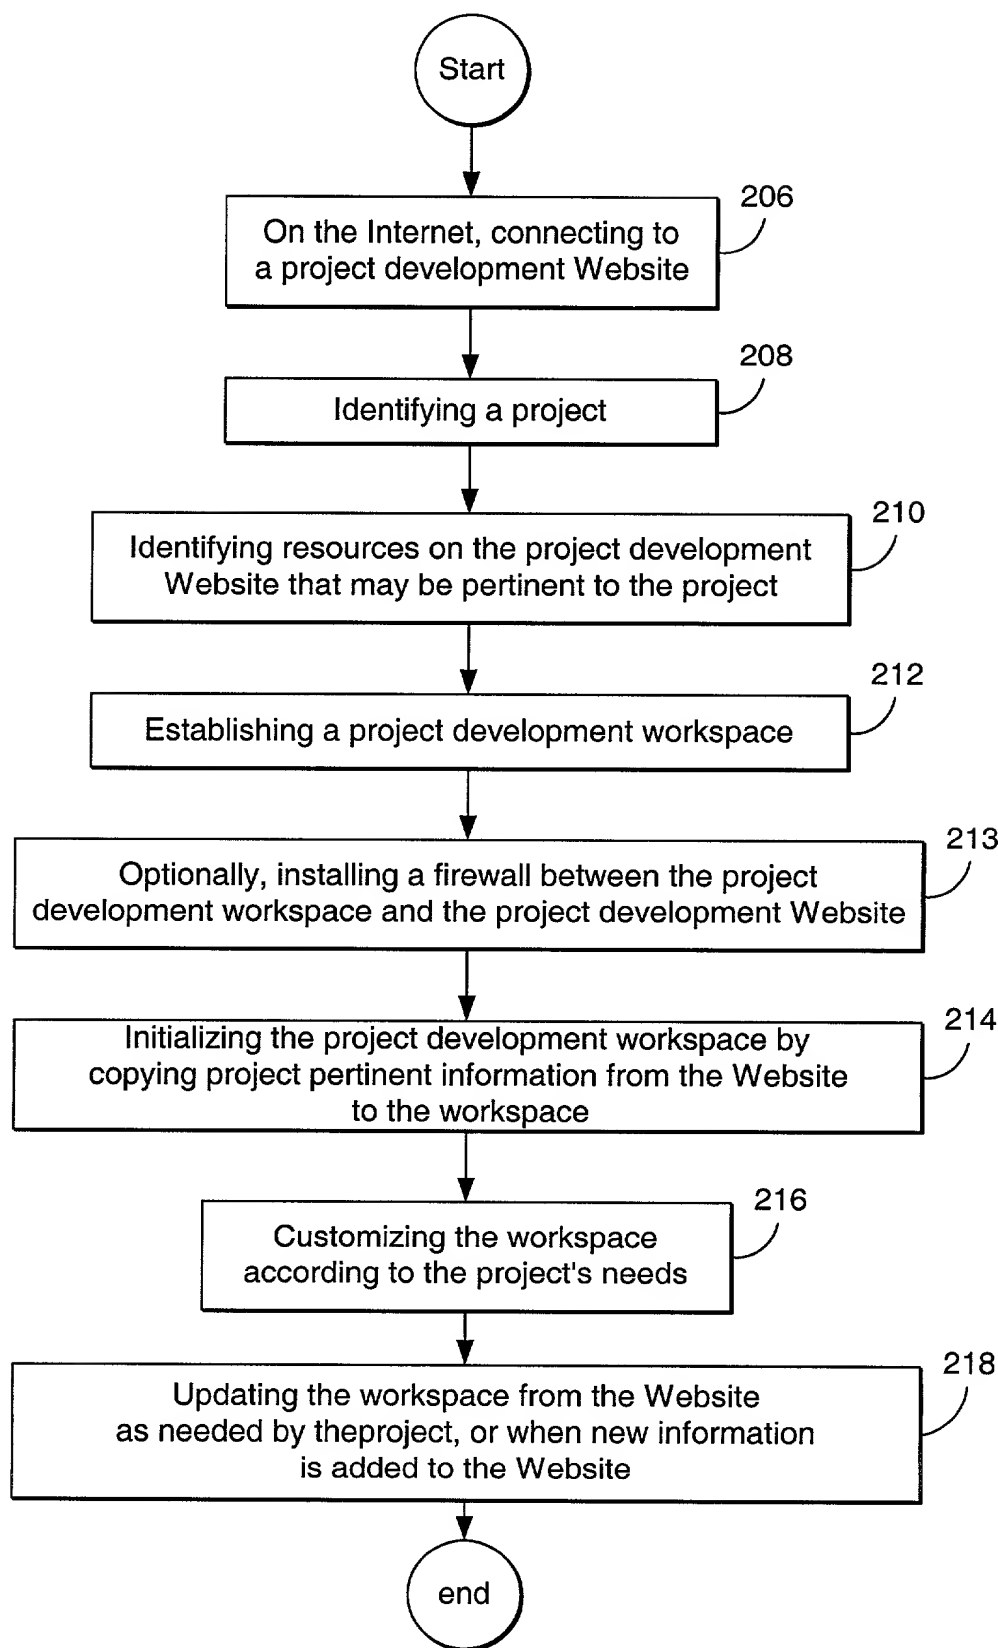 Start
206
On the Internet, connecting to
a project development Website
208
Identifying a project
210
Identifying resources on the project development
Website that may be pertinent to the project
212
Establishing a project development workspace
213
Optionally, installing a firewall between the project
development workspace and the project development Website
214
Initializing the project development workspace by
copying project pertinent information from the Website
to the workspace
216
Customizing the workspace
according to the project's needs
218
Updating the workspace from the Website
as needed by theproject, or when new information
is added to the Website
end